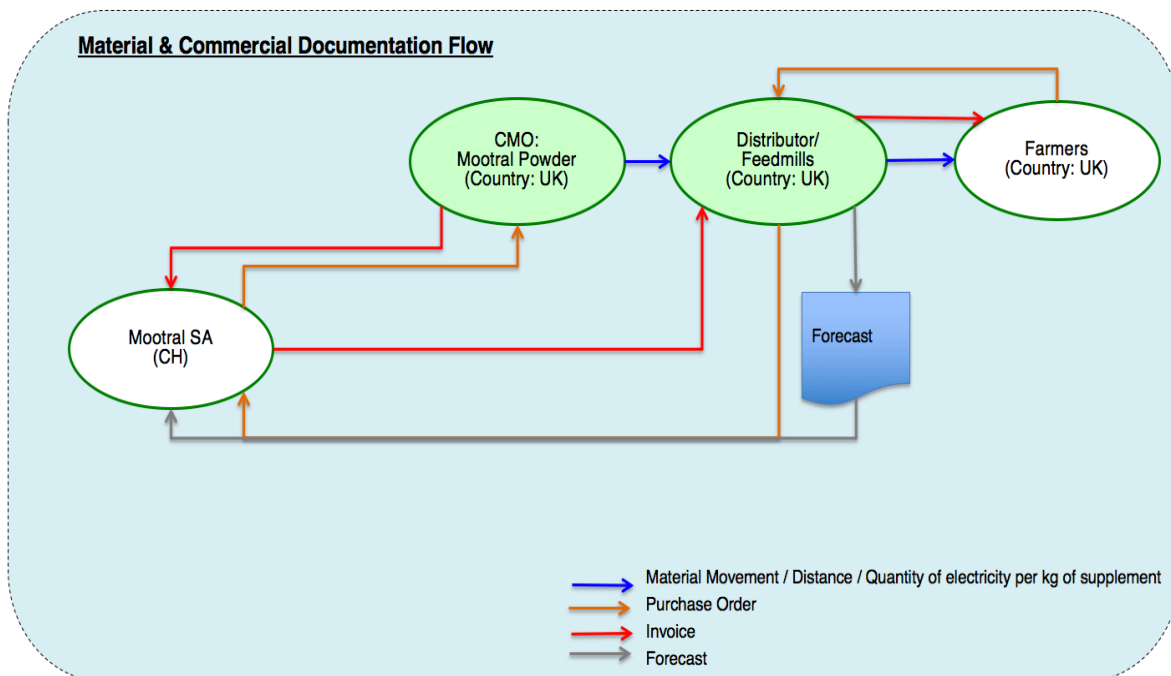 Material & Commercial Documentation Flow
CMO:
Mootral Powder
(Country: UK)
Distributor/
Feedmills
(Country: UK)
Farmers
(Country: UK)
Mootral SA
(CH)
Forecast
Material Movement / Distance / Quantity of electricity per kg of supplement
Purchase Order
Invoice
Forecast